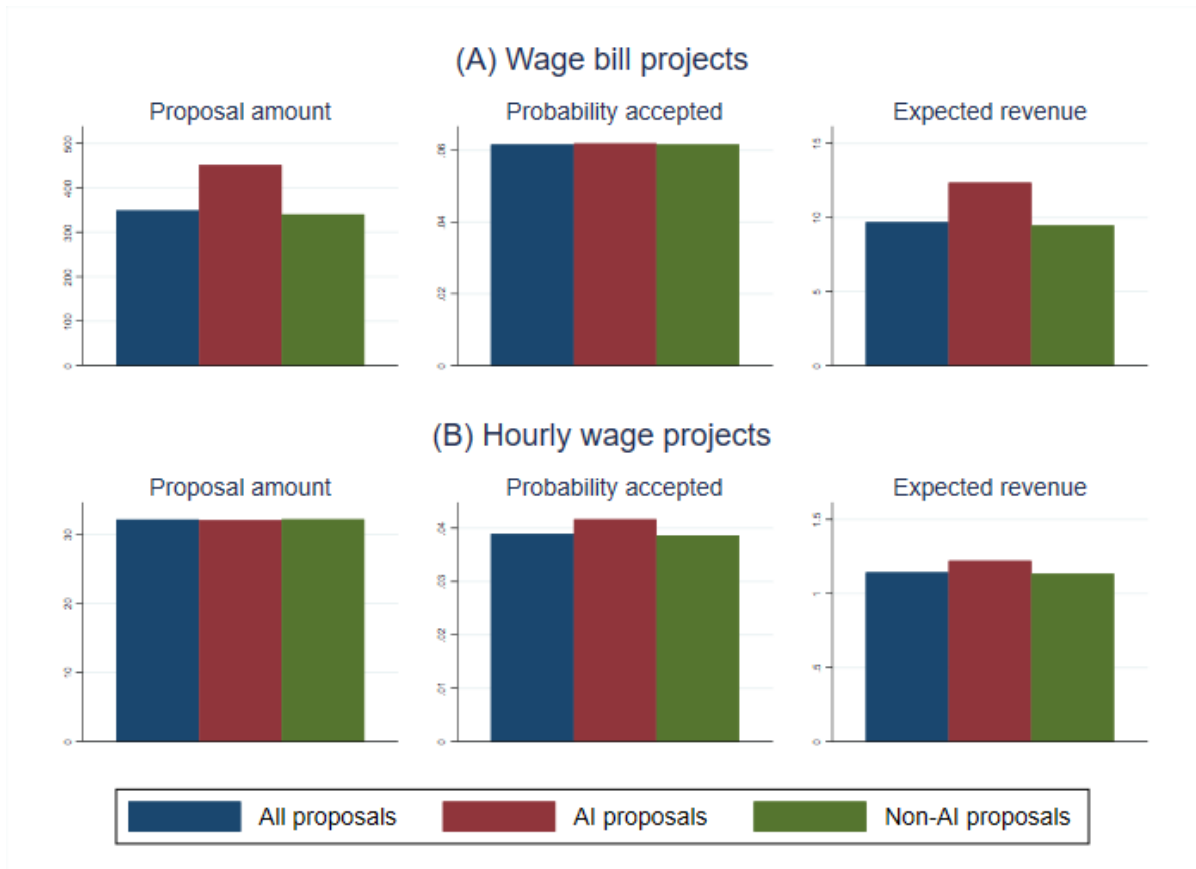 (A) Wage bill projects
Proposal amount
Probability accepted
Expected revenue
500
400
300
200
100
0
.06
.04
.02
0
15
10
5
0
(B) Hourly wage projects
Proposal amount
Probability accepted
Expected revenue
30
20
10
0
.04
.03
.02
.01
0
1.5
1
.5
0
All proposals
AI proposals
Non-AI proposals